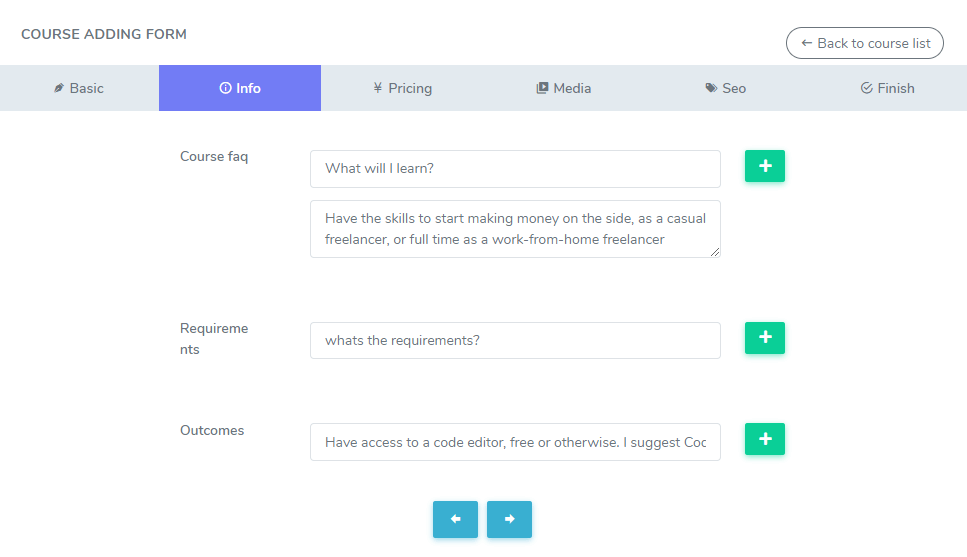 COURSE ADDING FORM
← Back to course list
Basic
Info
¥ Pricing
Media
Seo
Finish
Course faq
What will I learn?
Have the skills to start making money on the side, as a casual
freelancer, or full time as a work-from-home freelancer
Requireme
nts
whats the requirements?
Outcomes
Have access to a code editor, free or otherwise. I suggest